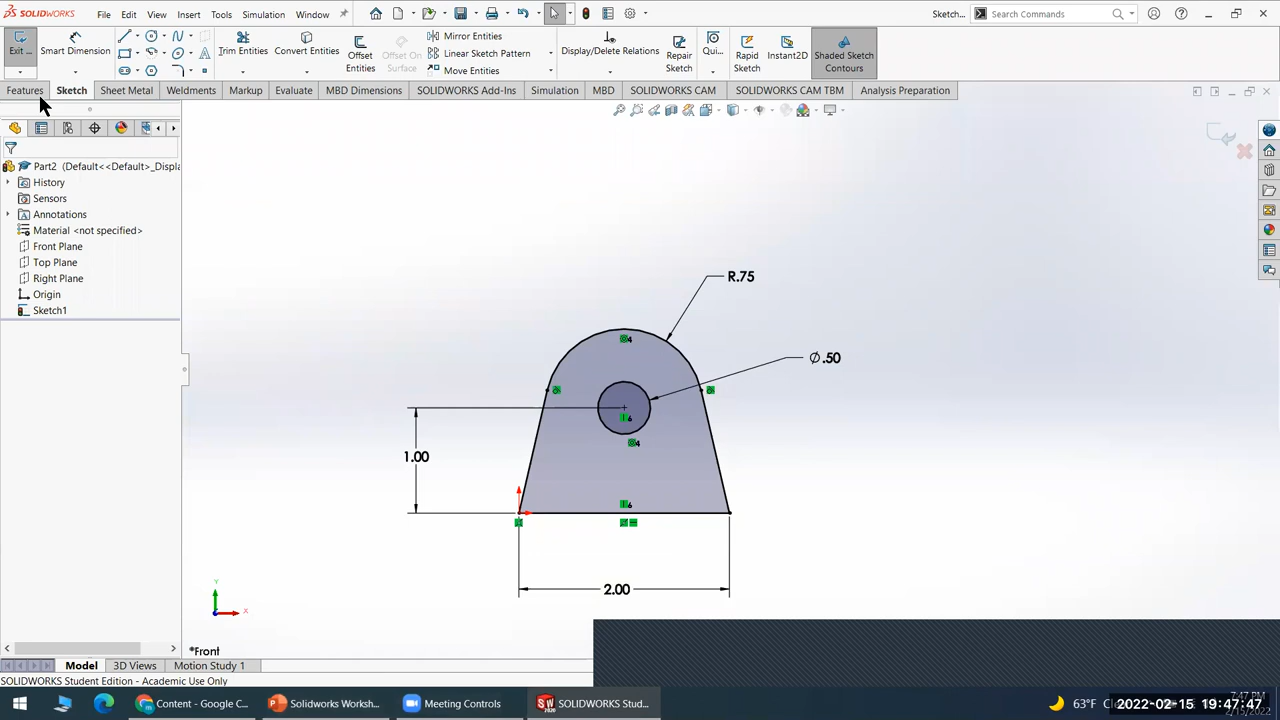 SOLIDWORKS File Edit View Insert Tools Simulation Window Sketch... Search Commands
Exit ... Smart Dimension Trim Entities Convert Entities Offset Entities Offset On Surface Mirror Entities Linear Sketch Pattern Move Entities Display/Delete Relations Repair Sketch Qui... Rapid Sketch Instant2D Shaded Sketch Contours
Features Sketch Sheet Metal Weldments Markup Evaluate MBD Dimensions SOLIDWORKS Add-Ins Simulation MBD SOLIDWORKS CAM SOLIDWORKS CAM TBM Analysis Preparation
Part2 (Default<<Default>_Displa
History
Sensors
Annotations
Material <not specified>
Front Plane
Top Plane
Right Plane
Origin
Sketch1
R.75
Ø.50
1.00
2.00
Y
X
*Front
Model 3D Views Motion Study 1
SOLIDWORKS Student Edition - Academic Use Only
Content - Google C... Solidworks Worksh... Meeting Controls SOLIDWORKS Stud... 63°F 2022-02-15 19:47:47